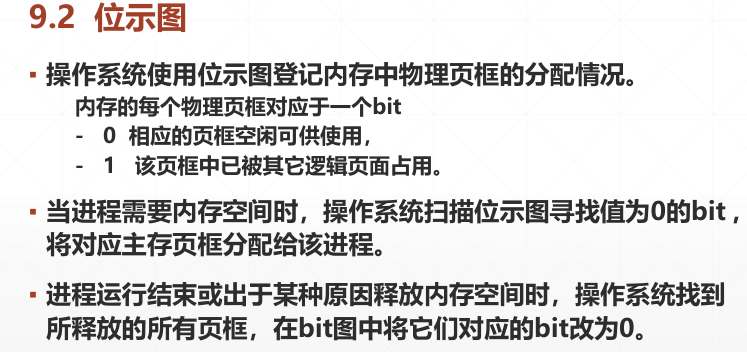 9.2 位示图
▪ 操作系统使用位示图登记内存中物理页框的分配情况。
内存的每个物理页框对应于一个bit
- 0 相应的页框空闲可供使用，
- 1 该页框中已被其它逻辑页面占用。
▪ 当进程需要内存空间时，操作系统扫描位示图寻找值为0的bit，
将对应主存页框分配给该进程。
▪ 进程运行结束或出于某种原因释放内存空间时，操作系统找到
所释放的所有页框，在bit图中将它们对应的bit改为0。